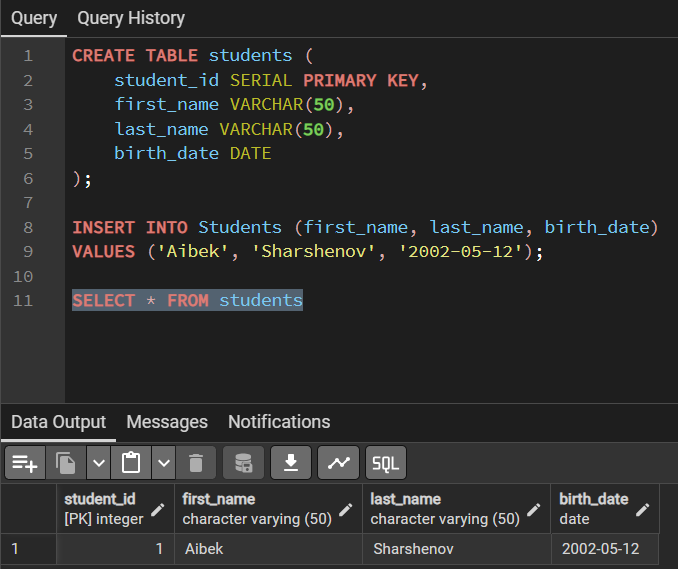 Query Query History
1 CREATE TABLE students (
2     student_id SERIAL PRIMARY KEY,
3     first_name VARCHAR(50),
4     last_name VARCHAR(50),
5     birth_date DATE
6 );
7
8 INSERT INTO Students (first_name, last_name, birth_date)
9 VALUES ('Aibek', 'Sharshenov', '2002-05-12');
10
11 SELECT * FROM students
Data Output Messages Notifications
SQL
student_id first_name last_name birth_date
[PK] integer character varying (50) character varying (50) date
1 1 Aibek Sharshenov 2002-05-12